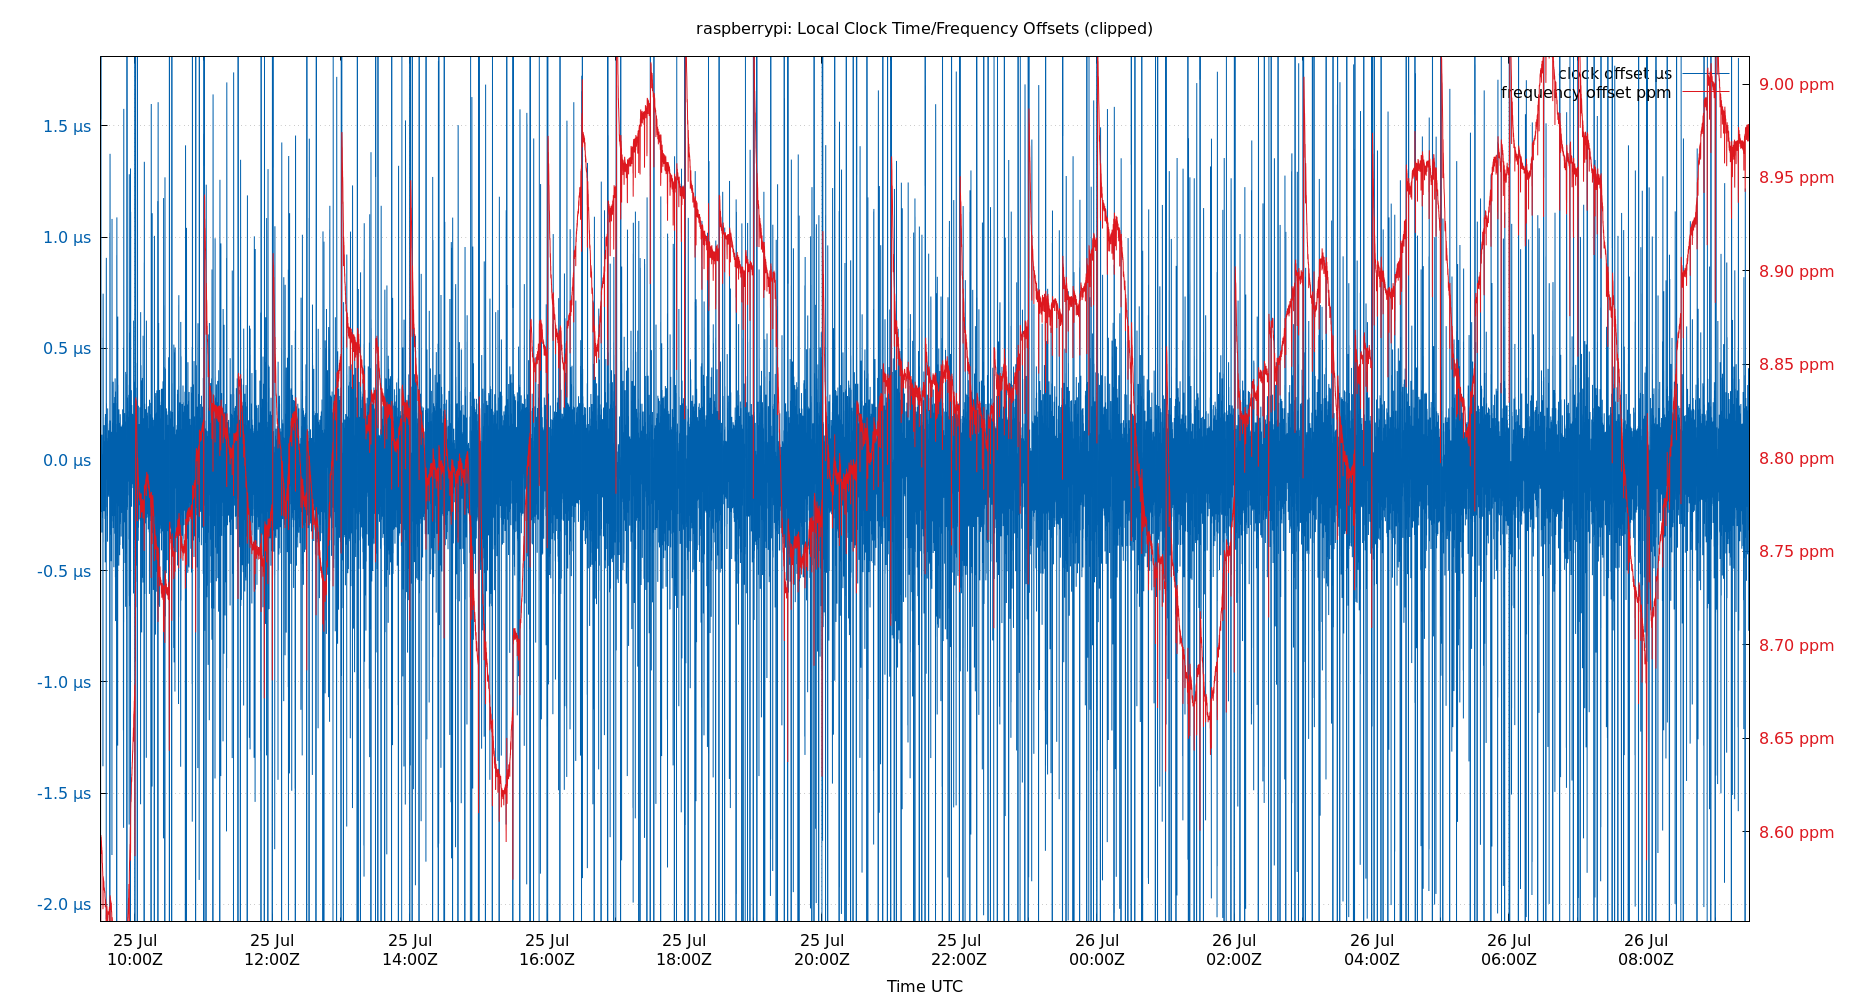 raspberrypi: Local Clock Time/Frequency Offsets (clipped)
clock offset µs
frequency offset ppm
1.5 µs
1.0 µs
0.5 µs
0.0 µs
-0.5 µs
-1.0 µs
-1.5 µs
-2.0 µs
9.00 ppm
8.95 ppm
8.90 ppm
8.85 ppm
8.80 ppm
8.75 ppm
8.70 ppm
8.65 ppm
8.60 ppm
25 Jul 25 Jul 25 Jul 25 Jul 25 Jul 25 Jul 25 Jul 26 Jul 26 Jul 26 Jul 26 Jul 26 Jul
10:00Z 12:00Z 14:00Z 16:00Z 18:00Z 20:00Z 22:00Z 00:00Z 02:00Z 04:00Z 06:00Z 08:00Z
Time UTC